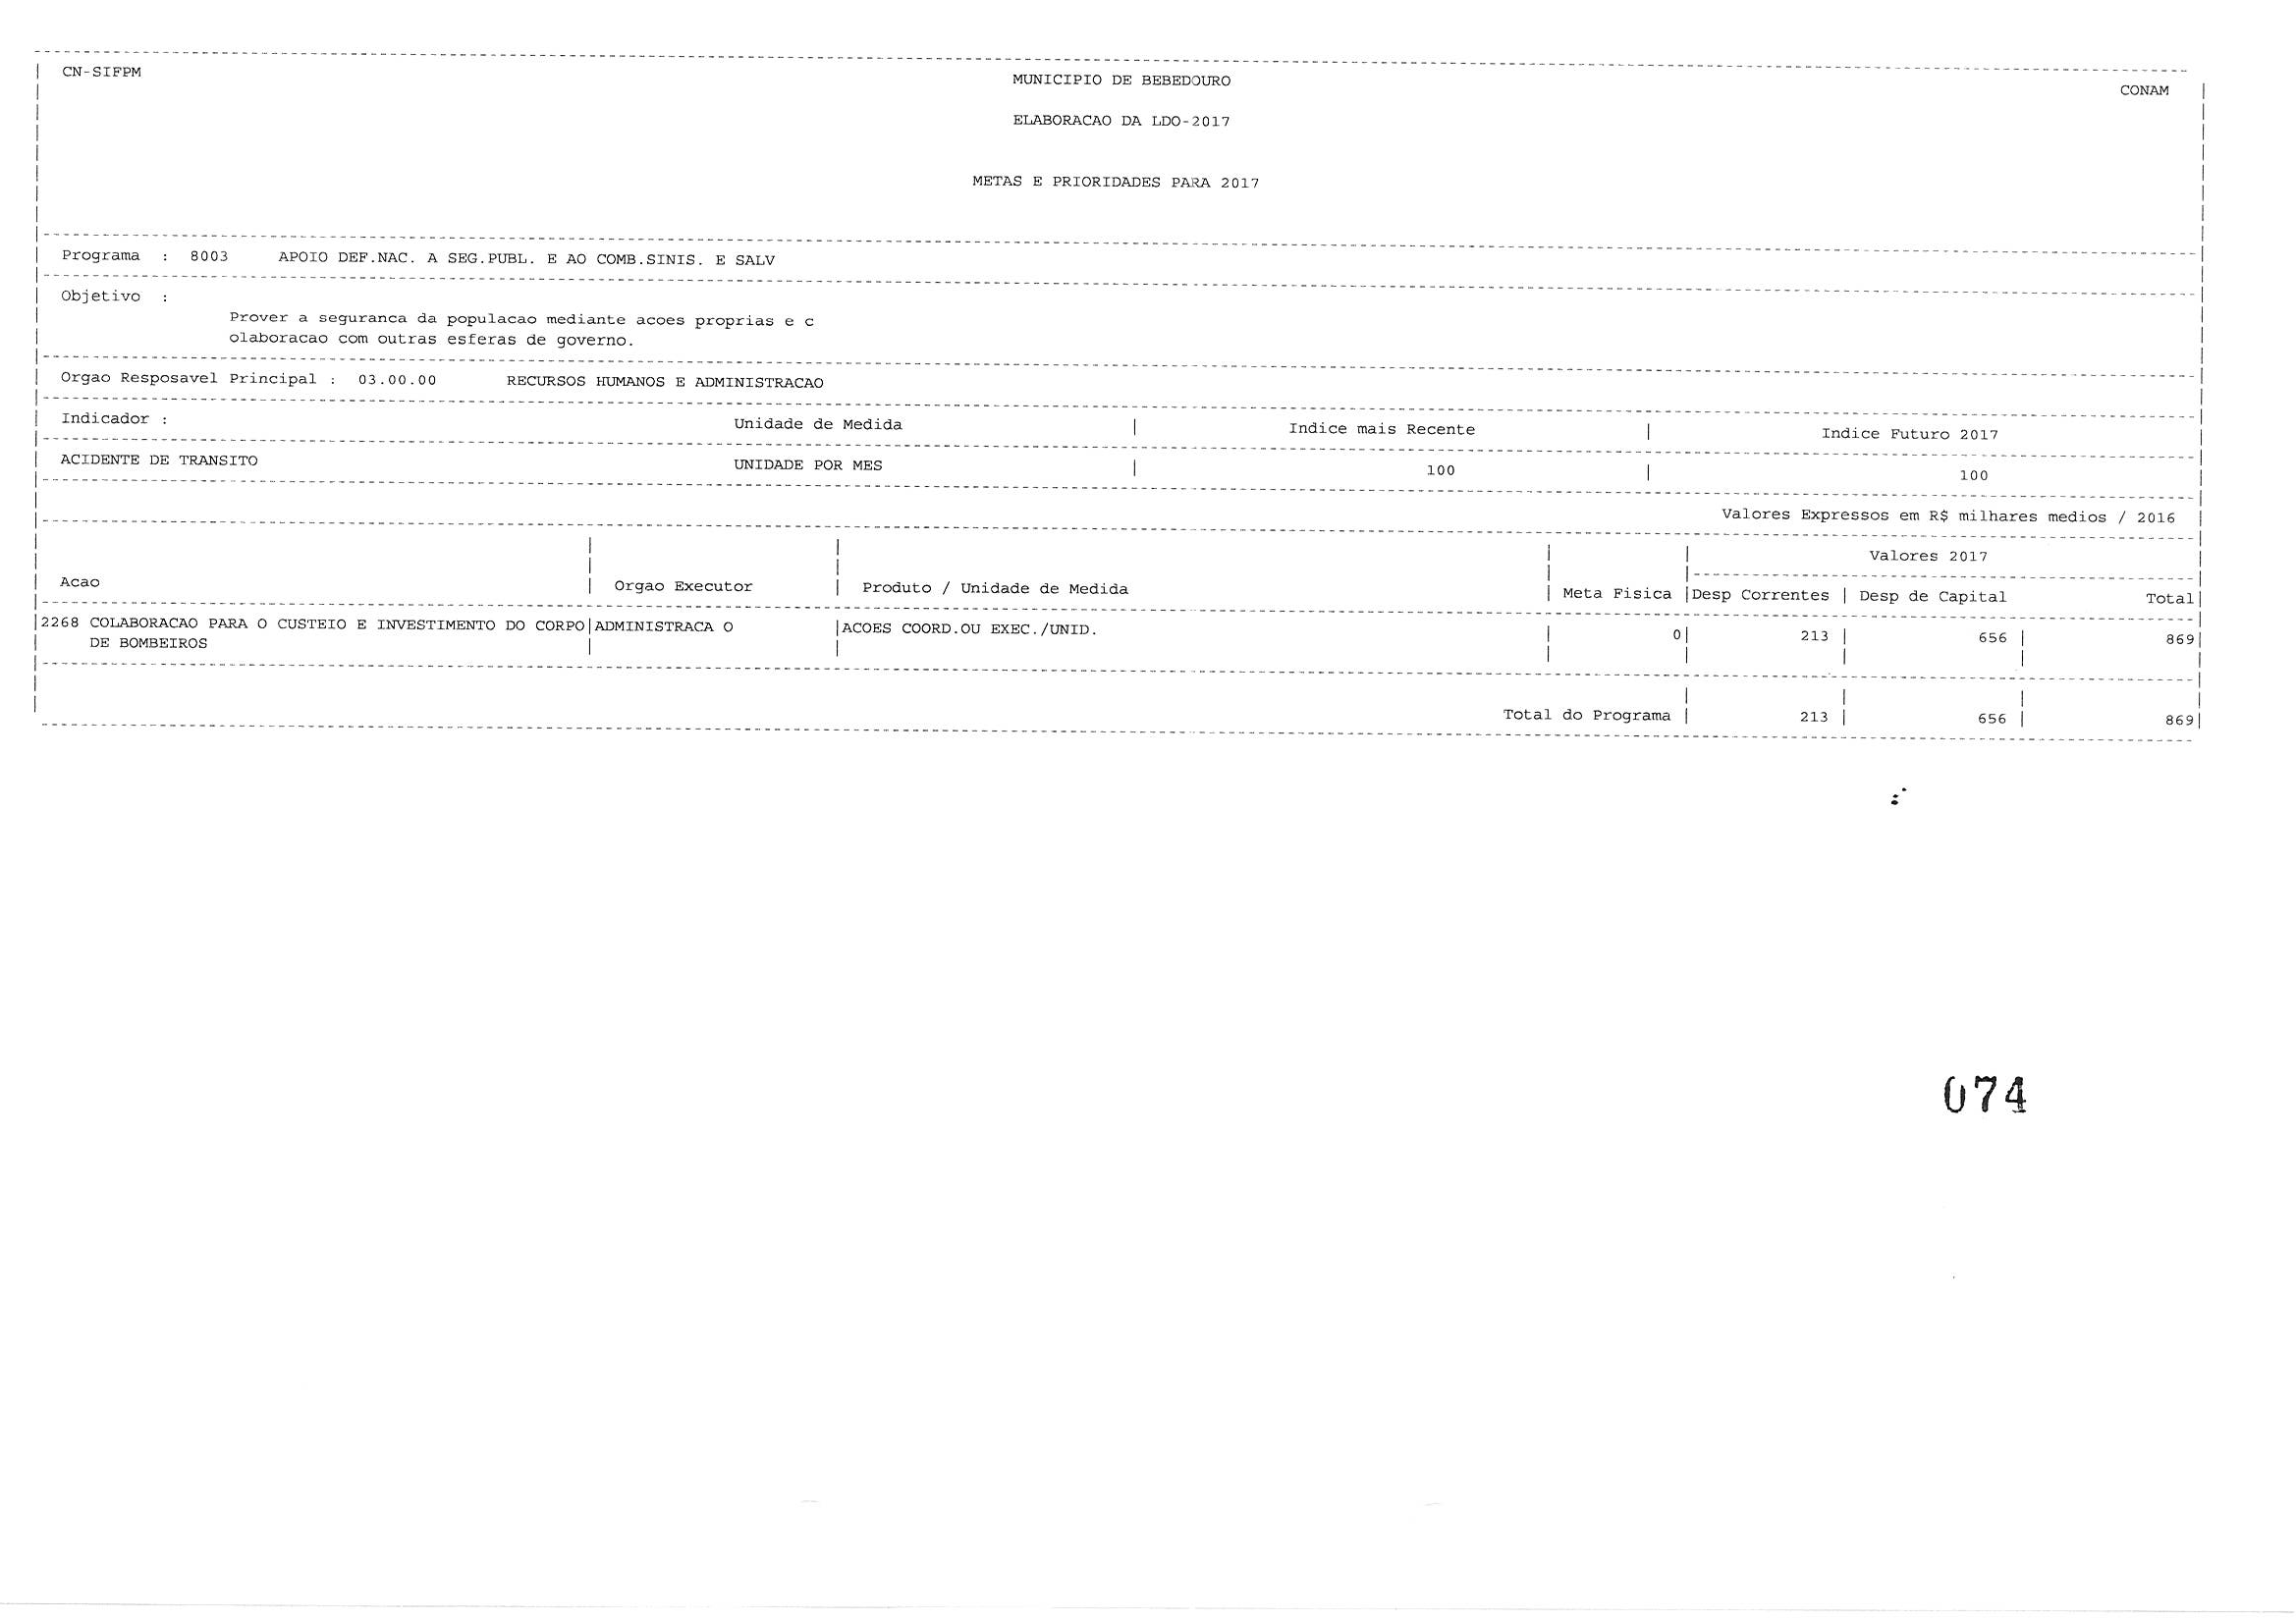 CN-SIFPM
MUNICIPIO DE BEBEDOURO
CONAM
ELABORACAO DA LDO-2017
METAS E PRIORIDADES PARA 2017
Programa : 8003 APOIO DEF.NAC. A SEG.PUBL. E AO COMB.SINIS. E SALV
Objetivo :
Prover a seguranca da populacao mediante acoes proprias e c
olaboracao com outras esferas de governo.
Orgao Resposavel Principal : 03.00.00 RECURSOS HUMANOS E ADMINISTRACAO
Indicador : Unidade de Medida | Indice mais Recente | Indice Futuro 2017
ACIDENTE DE TRANSITO UNIDADE POR MES | 100 | 100
Valores Expressos em R$ milhares medios / 2016
Valores 2017
Acao | Orgao Executor | Produto / Unidade de Medida | Meta Fisica |Desp Correntes | Desp de Capital Total|
|2268 COLABORACAO PARA O CUSTEIO E INVESTIMENTO DO CORPO|ADMINISTRACA O |ACOES COORD.OU EXEC./UNID. | 0| 213 | 656 | 869|
DE BOMBEIROS
Total do Programa | 213 | 656 | 869|
074